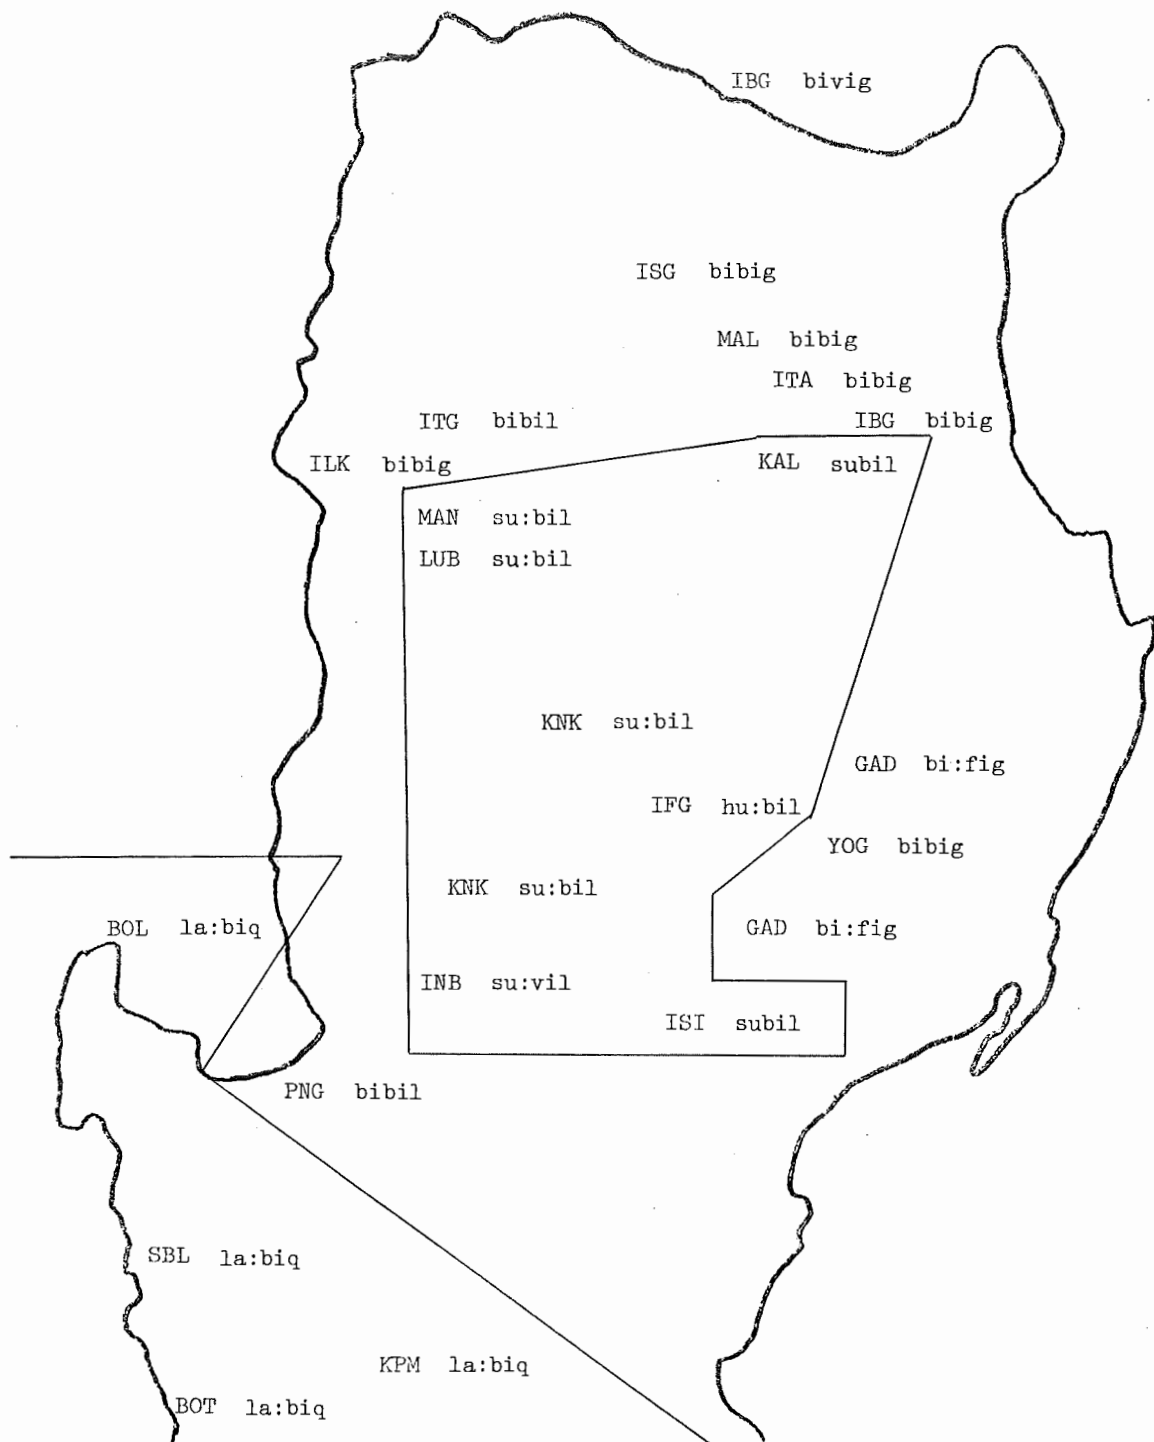 IBG bivig
ISG bibig
MAL bibig
ITA bibig
ITG bibil
IBG bibig
ILK bibig
KAL subil
MAN su:bil
LUB su:bil
KNK su:bil
GAD bi:fig
IFG hu:bil
YOG bibig
KNK su:bil
BOL la:biq
GAD bi:fig
INB su:vil
ISI subil
PNG bibil
SBL la:biq
KPM la:biq
BOT la:biq